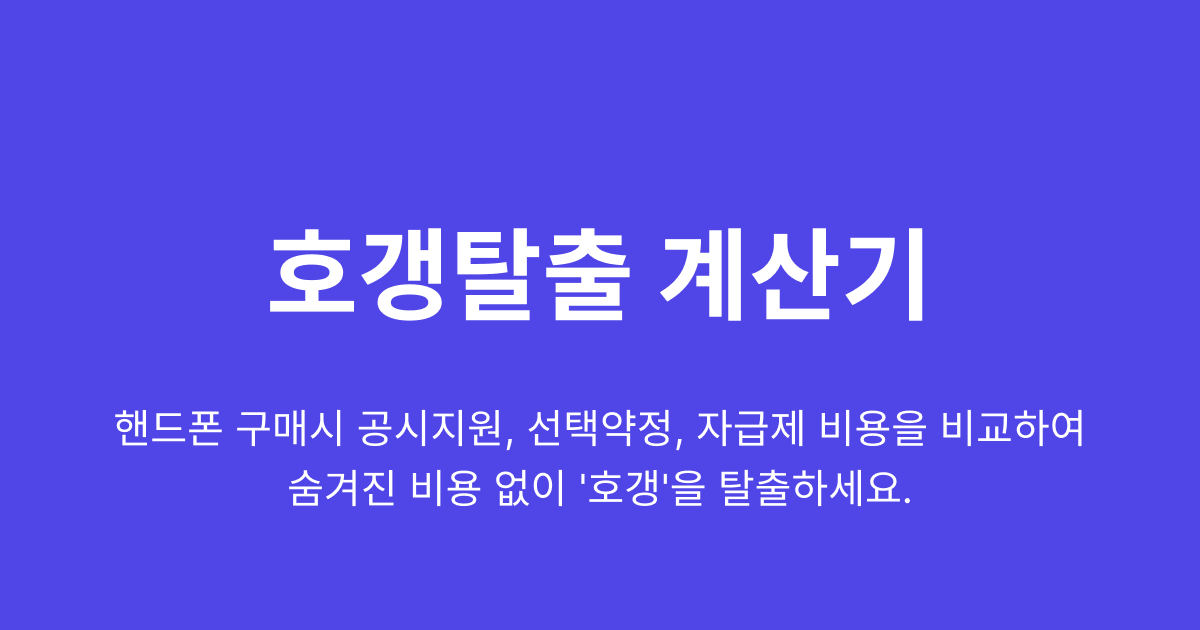 호갱탈출 계산기
핸드폰 구매시 공시지원, 선택약정, 자급제 비용을 비교하여
숨겨진 비용 없이 '호갱'을 탈출하세요.